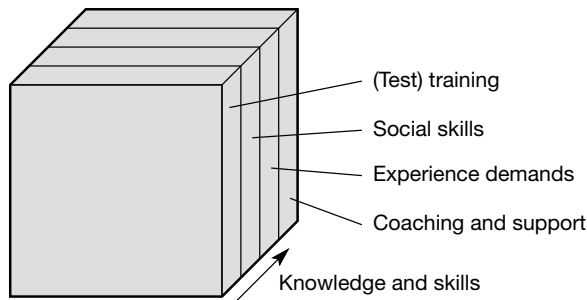 (Test) training
Social skills
Experience demands
Coaching and support
Knowledge and skills